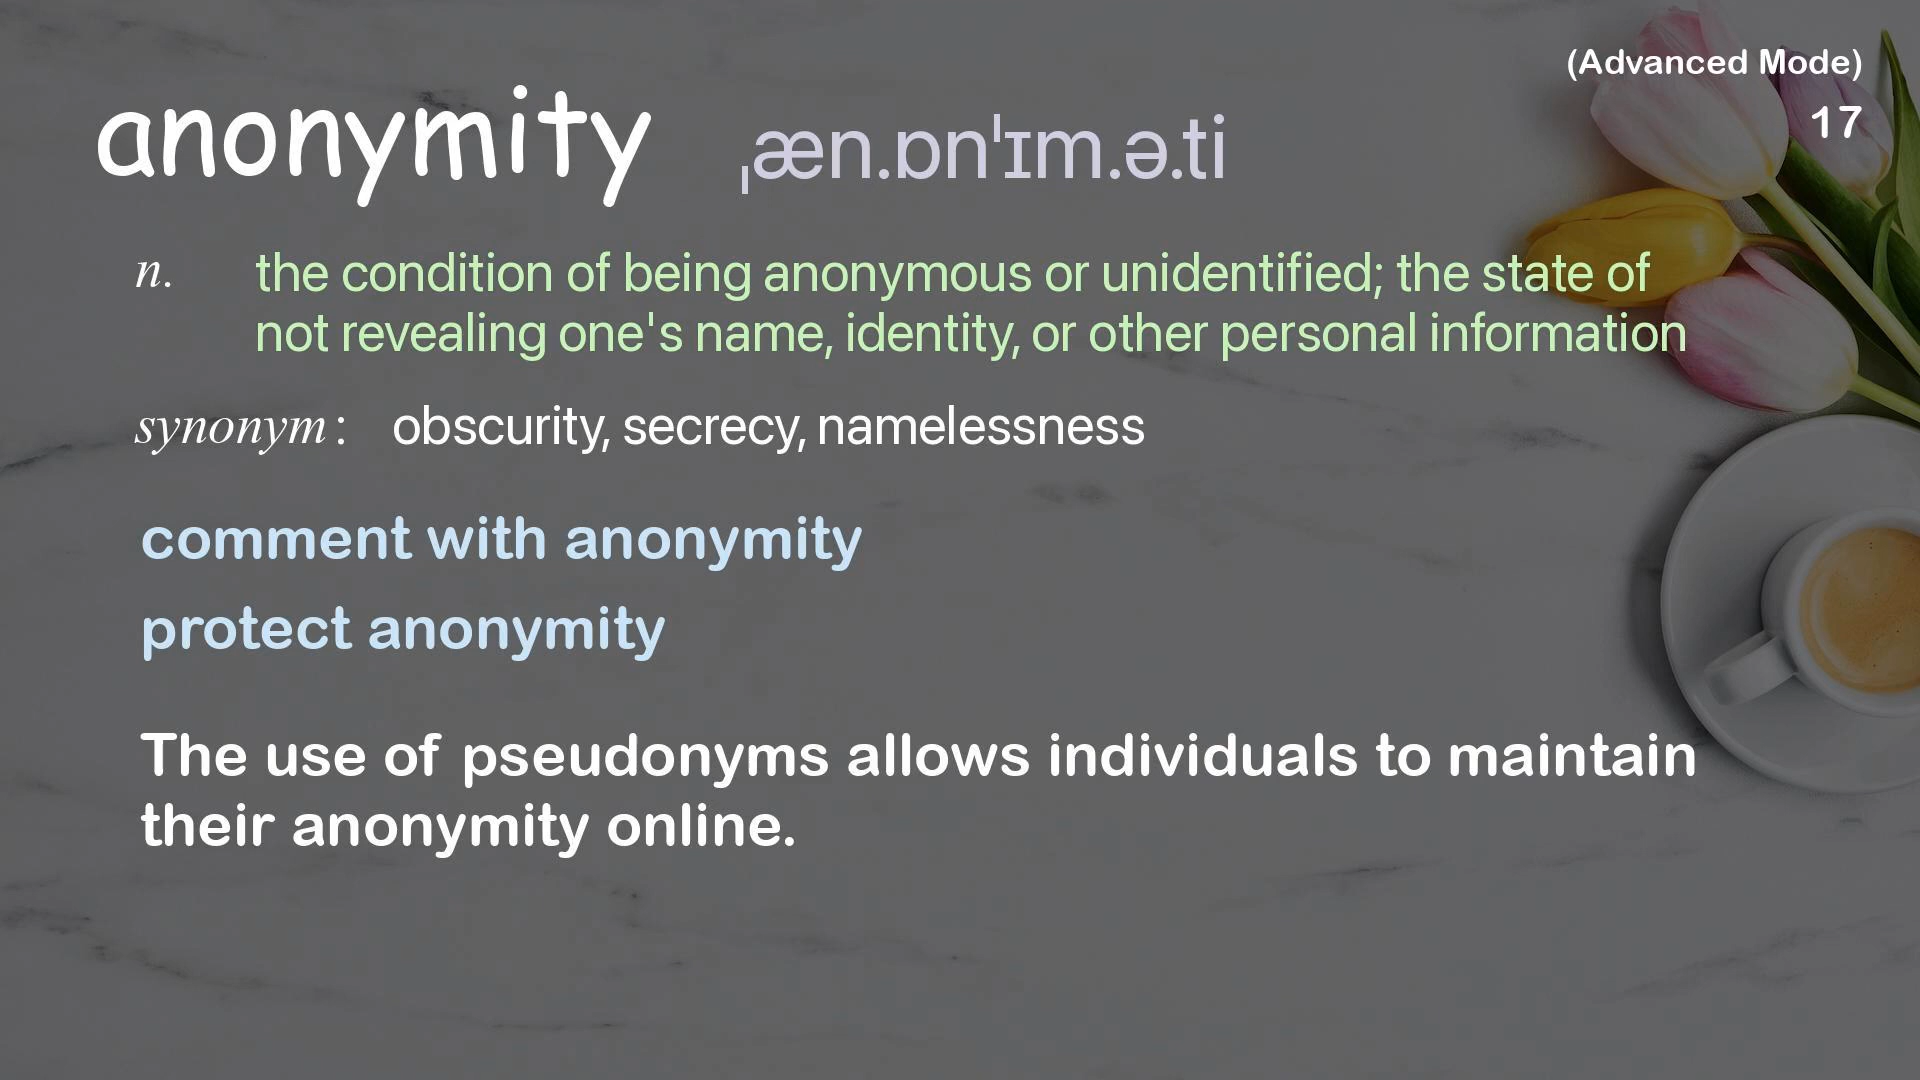 (Advanced Mode)
17
anonymity ˌæn.ɒnˈɪm.ə.ti
n. the condition of being anonymous or unidentified; the state of
not revealing one's name, identity, or other personal information
synonym: obscurity, secrecy, namelessness
comment with anonymity
protect anonymity
The use of pseudonyms allows individuals to maintain
their anonymity online.